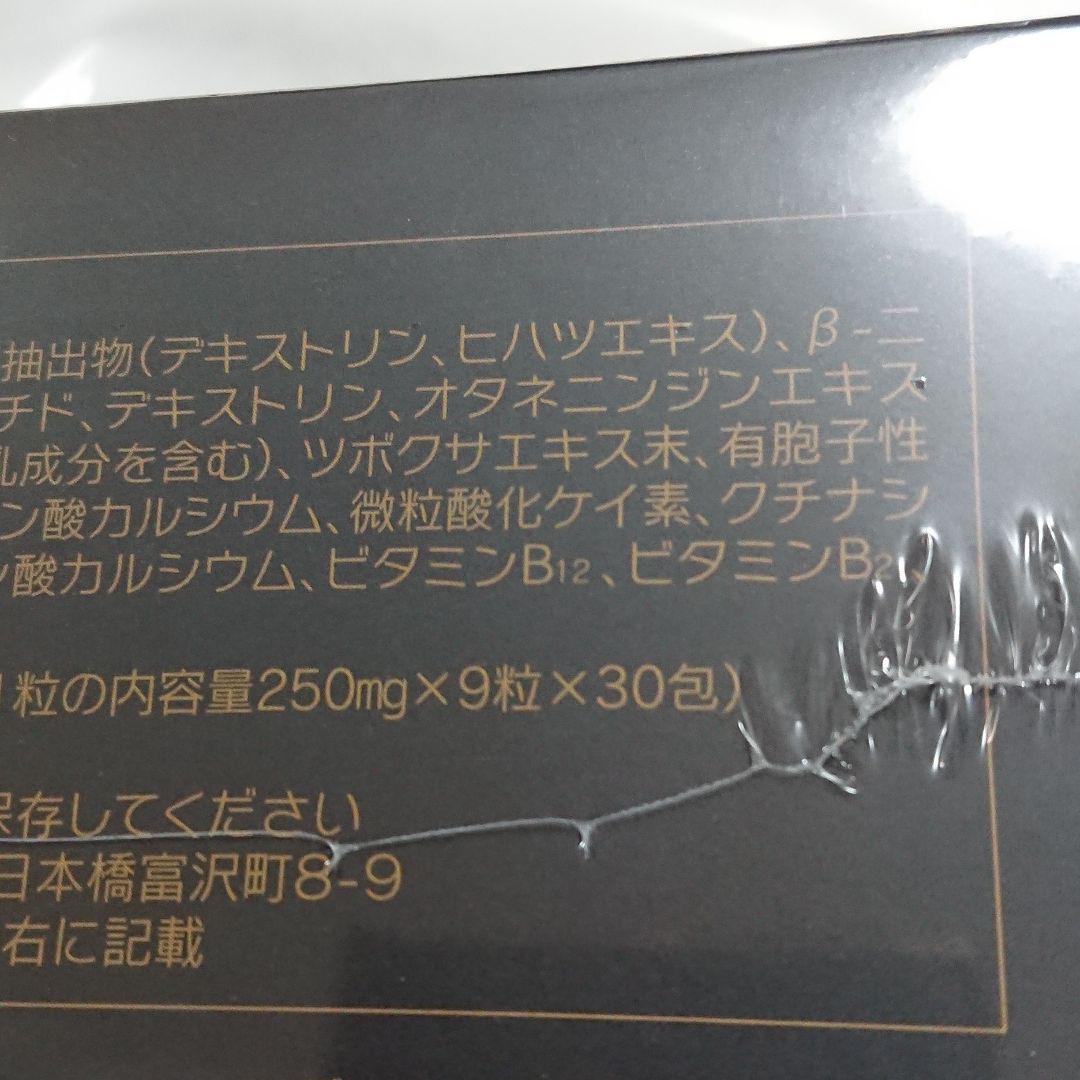 抽出物(デキストリン、ヒハツエキス)、β-ニ
チド、デキストリン、オタネニンジンエキス
乳成分を含む)、ツボクサエキス末、有胞子性
ン酸カルシウム、微粒酸化ケイ素、クチナシ
ン酸カルシウム、ビタミンB12、ビタミンB2、
1粒の内容量250mg×9粒×30包)
保存してください
日本橋富沢町8-9
右に記載